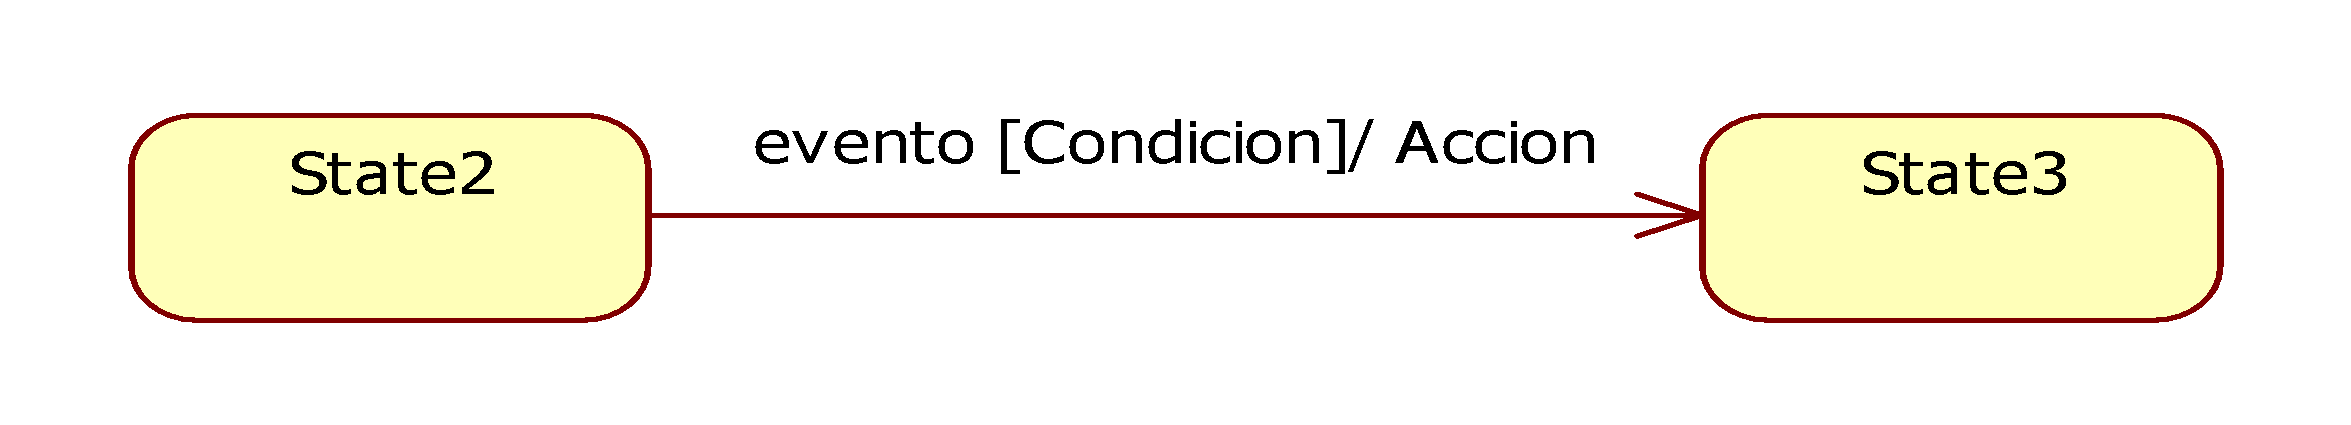 State2
evento [Condicion]/ Accion
State3